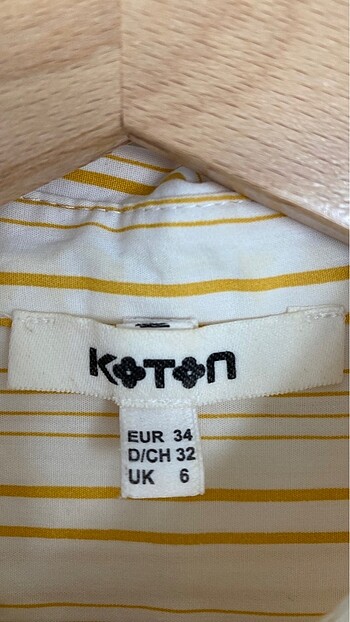 KOTON
EUR 34
D/CH 32
UK 6